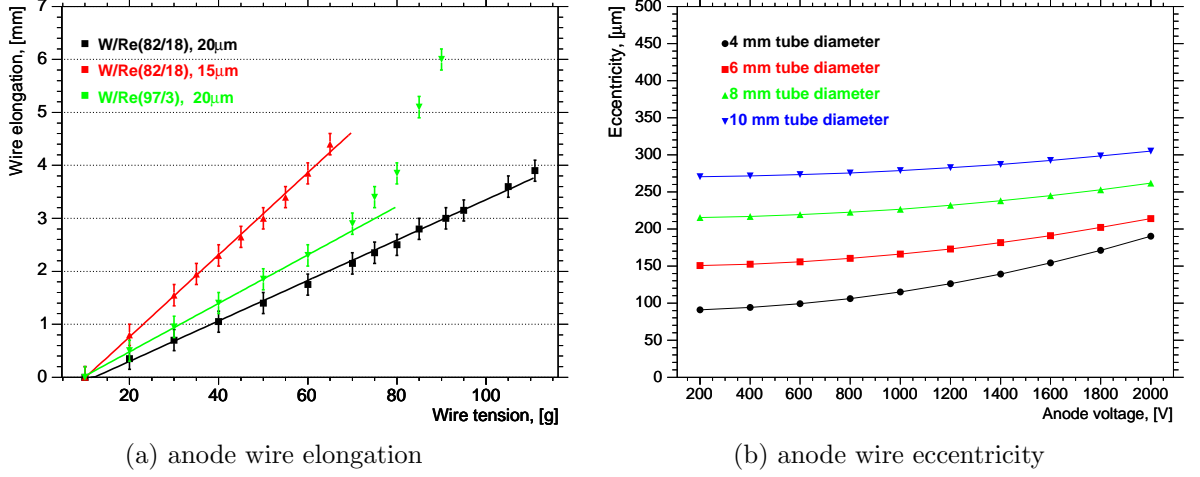 Wire elongation, [mm]
7
6
5
4
3
2
1
0
W/Re(82/18), 20μm
W/Re(82/18), 15μm
W/Re(97/3), 20μm
20 40 60 80 100
Wire tension, [g]
(a) anode wire elongation
Eccentricity, [μm]
500
450
400
350
300
250
200
150
100
50
0
4 mm tube diameter
6 mm tube diameter
8 mm tube diameter
10 mm tube diameter
200 400 600 800 1000 1200 1400 1600 1800 2000
Anode voltage, [V]
(b) anode wire eccentricity